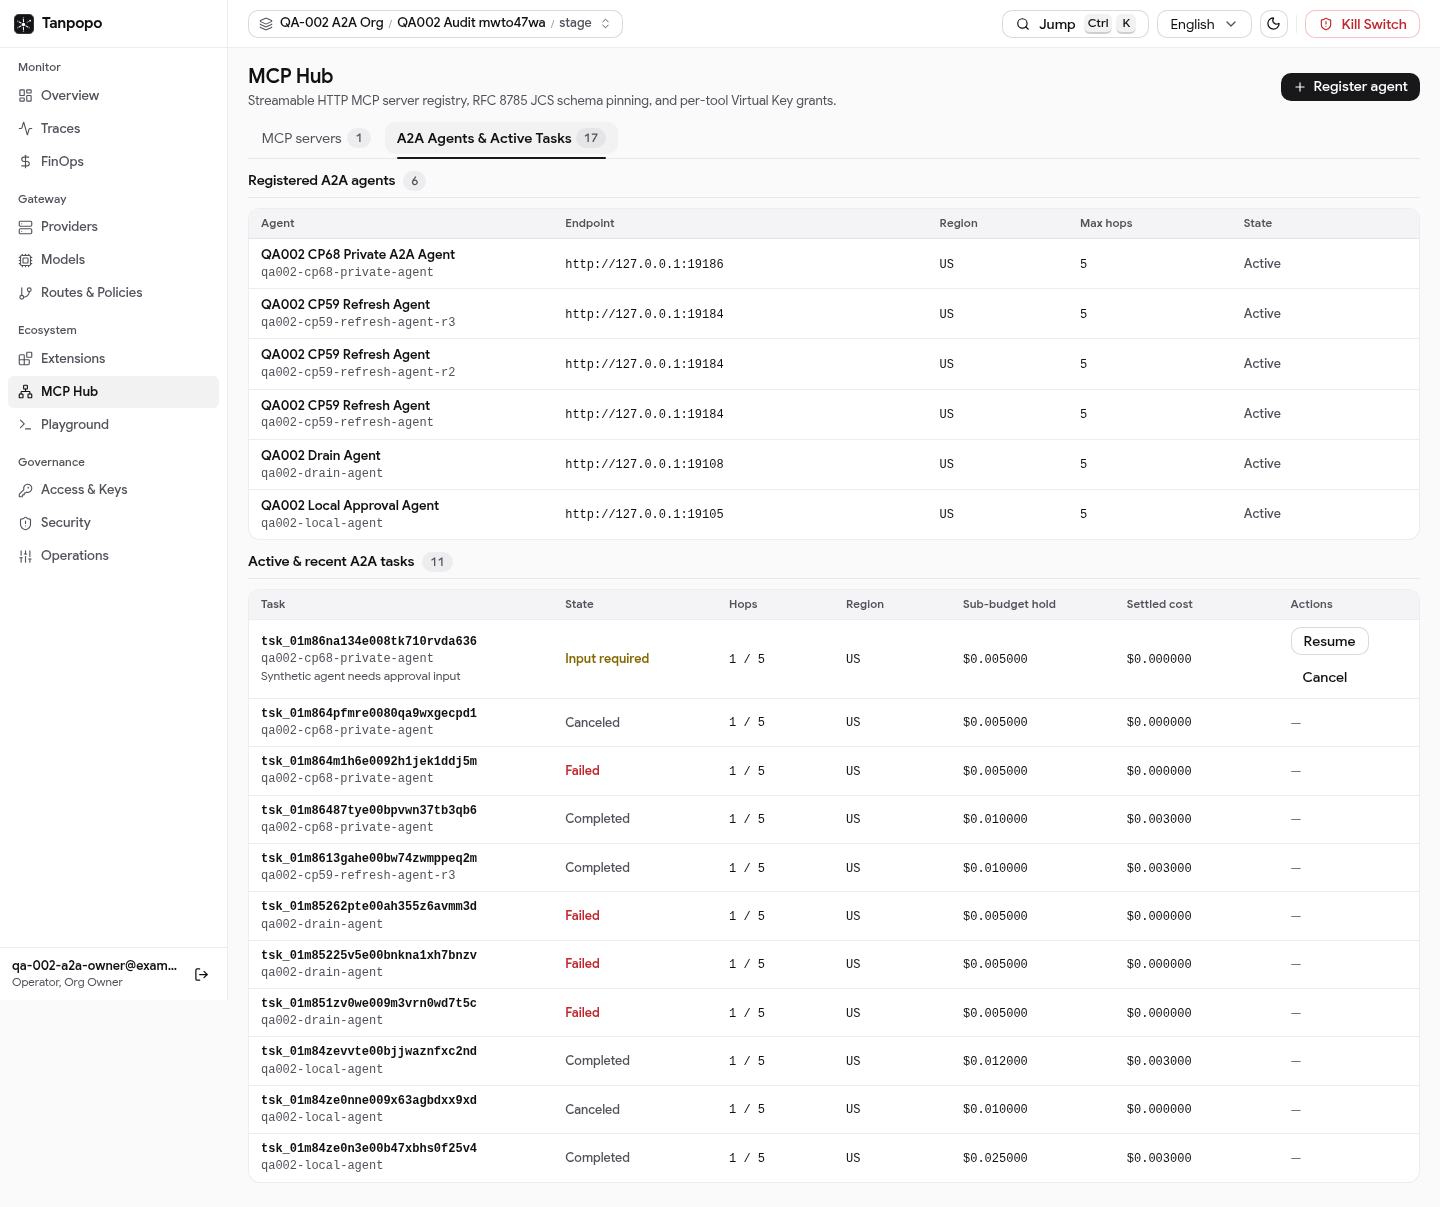 Tanpopo
QA-002 A2A Org / QA002 Audit mwto47wa / stage
Jump Ctrl K
English
Kill Switch
Monitor
Overview
Traces
FinOps
Gateway
Providers
Models
Routes & Policies
Ecosystem
Extensions
MCP Hub
Playground
Governance
Access & Keys
Security
Operations
qa-002-a2a-owner@exam...
Operator, Org Owner
MCP Hub
Streamable HTTP MCP server registry, RFC 8785 JCS schema pinning, and per-tool Virtual Key grants.
+ Register agent
MCP servers 1
A2A Agents & Active Tasks 17
Registered A2A agents 6
Agent Endpoint Region Max hops State
QA002 CP68 Private A2A Agent
qa002-cp68-private-agent
http://127.0.0.1:19186 US 5 Active
QA002 CP59 Refresh Agent
qa002-cp59-refresh-agent-r3
http://127.0.0.1:19184 US 5 Active
QA002 CP59 Refresh Agent
qa002-cp59-refresh-agent-r2
http://127.0.0.1:19184 US 5 Active
QA002 CP59 Refresh Agent
qa002-cp59-refresh-agent
http://127.0.0.1:19184 US 5 Active
QA002 Drain Agent
qa002-drain-agent
http://127.0.0.1:19108 US 5 Active
QA002 Local Approval Agent
qa002-local-agent
http://127.0.0.1:19105 US 5 Active
Active & recent A2A tasks 11
Task State Hops Region Sub-budget hold Settled cost Actions
tsk_01m86na134e008tk710rvda636
qa002-cp68-private-agent
Synthetic agent needs approval input
Input required 1 / 5 US $0.005000 $0.000000
Resume
Cancel
tsk_01m864pfmre0080qa9wxgecpd1
qa002-cp68-private-agent
Canceled 1 / 5 US $0.005000 $0.000000 —
tsk_01m864m1h6e0092h1jek1ddj5m
qa002-cp68-private-agent
Failed 1 / 5 US $0.005000 $0.000000 —
tsk_01m86487tye00bpvwn37tb3qb6
qa002-cp68-private-agent
Completed 1 / 5 US $0.010000 $0.003000 —
tsk_01m8613gahe00bw74zwmppeq2m
qa002-cp59-refresh-agent-r3
Completed 1 / 5 US $0.010000 $0.003000 —
tsk_01m85262pte00ah355z6avmm3d
qa002-drain-agent
Failed 1 / 5 US $0.005000 $0.000000 —
tsk_01m85225v5e00bnkna1xh7bnzv
qa002-drain-agent
Failed 1 / 5 US $0.005000 $0.000000 —
tsk_01m851zv0we009m3vrn0wd7t5c
qa002-drain-agent
Failed 1 / 5 US $0.005000 $0.000000 —
tsk_01m84zevvte00bjjwaznfxc2nd
qa002-local-agent
Completed 1 / 5 US $0.012000 $0.003000 —
tsk_01m84ze0nne009x63agbdxx9xd
qa002-local-agent
Canceled 1 / 5 US $0.010000 $0.000000 —
tsk_01m84ze0n3e00b47xbhs0f25v4
qa002-local-agent
Completed 1 / 5 US $0.025000 $0.003000 —